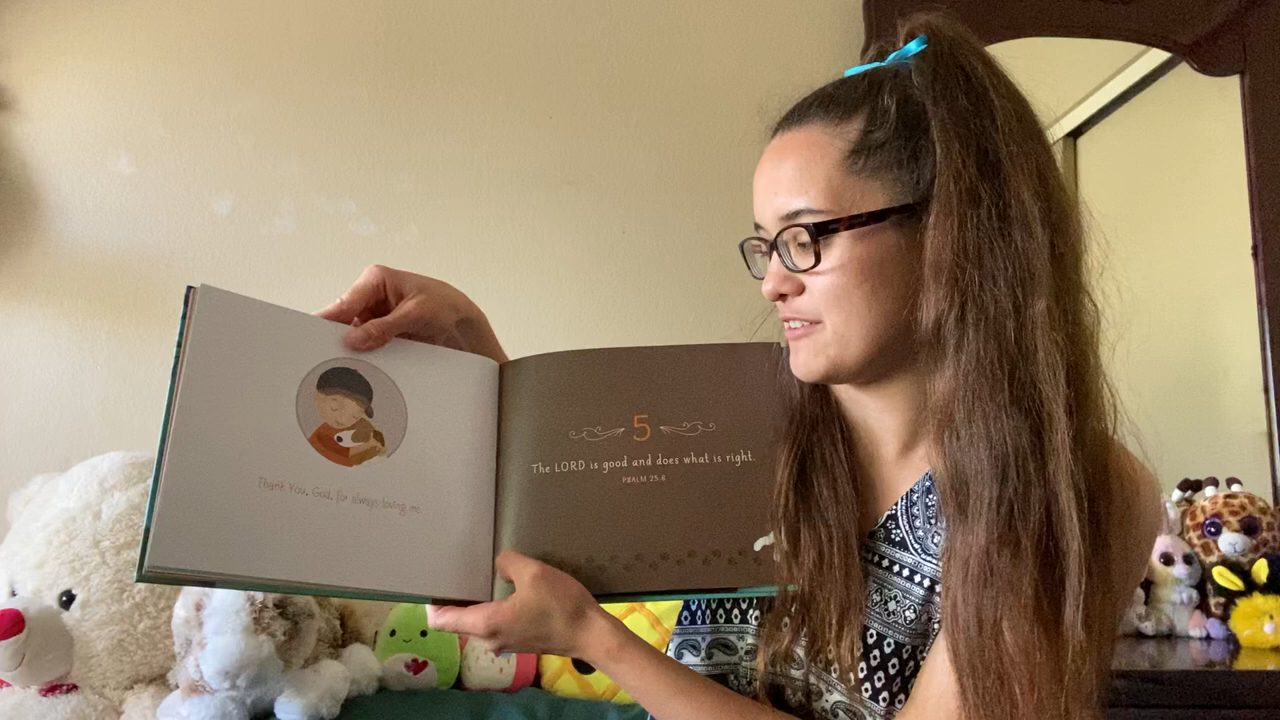 Thank You, God, for always loving me.
5
The LORD is good and does what is right.
PSALM 25:8